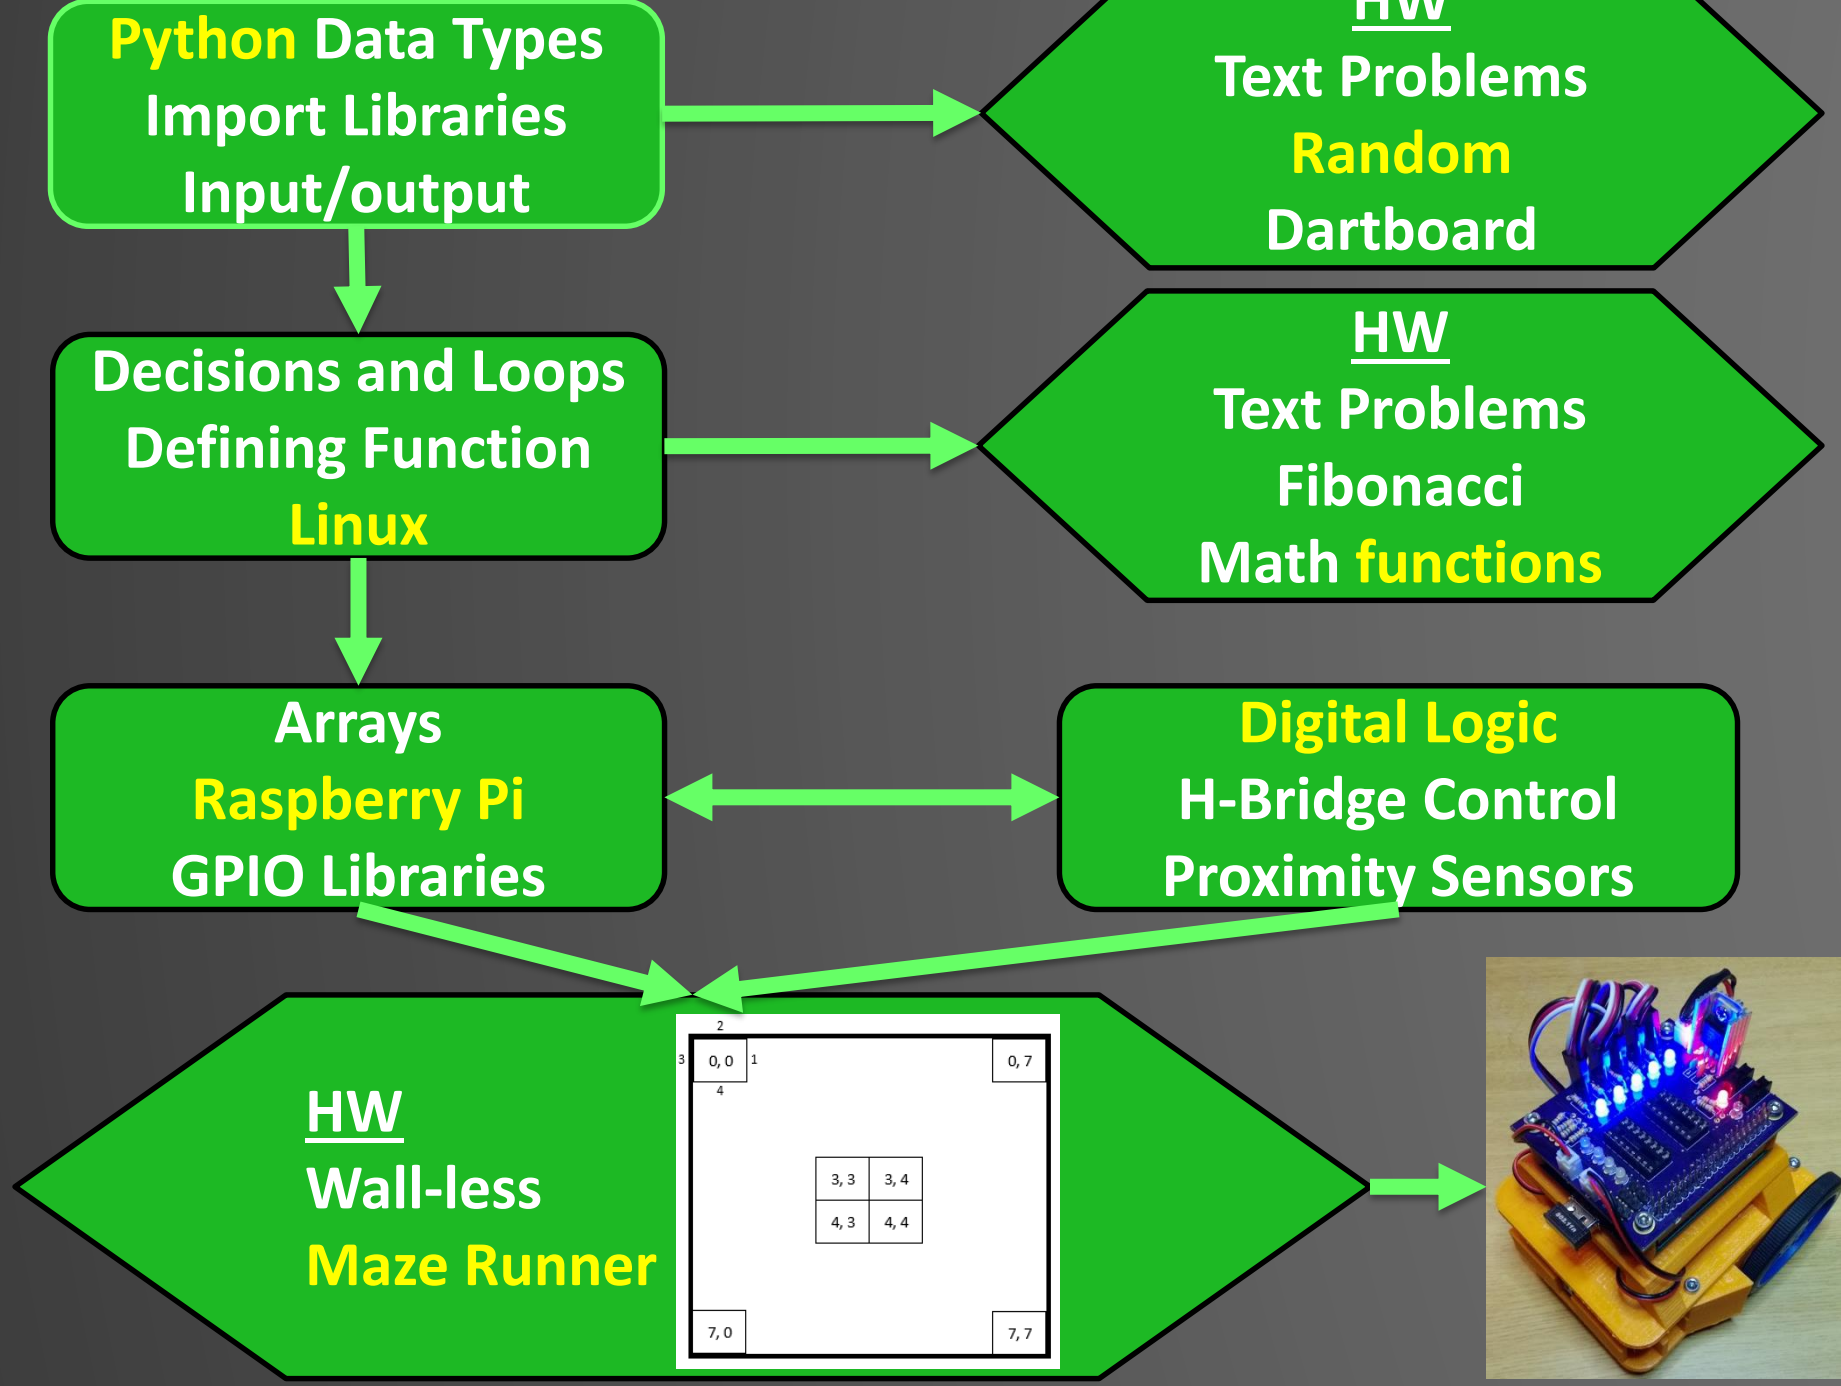 Python Data Types
Import Libraries
Input/output
HW
Text Problems
Random
Dartboard
Decisions and Loops
Defining Function
Linux
HW
Text Problems
Fibonacci
Math functions
Arrays
Raspberry Pi
GPIO Libraries
Digital Logic
H-Bridge Control
Proximity Sensors
HW
Wall-less
Maze Runner
2
3 0, 0 1
4
0, 7
3, 3 3, 4
4, 3 4, 4
7, 0
7, 7